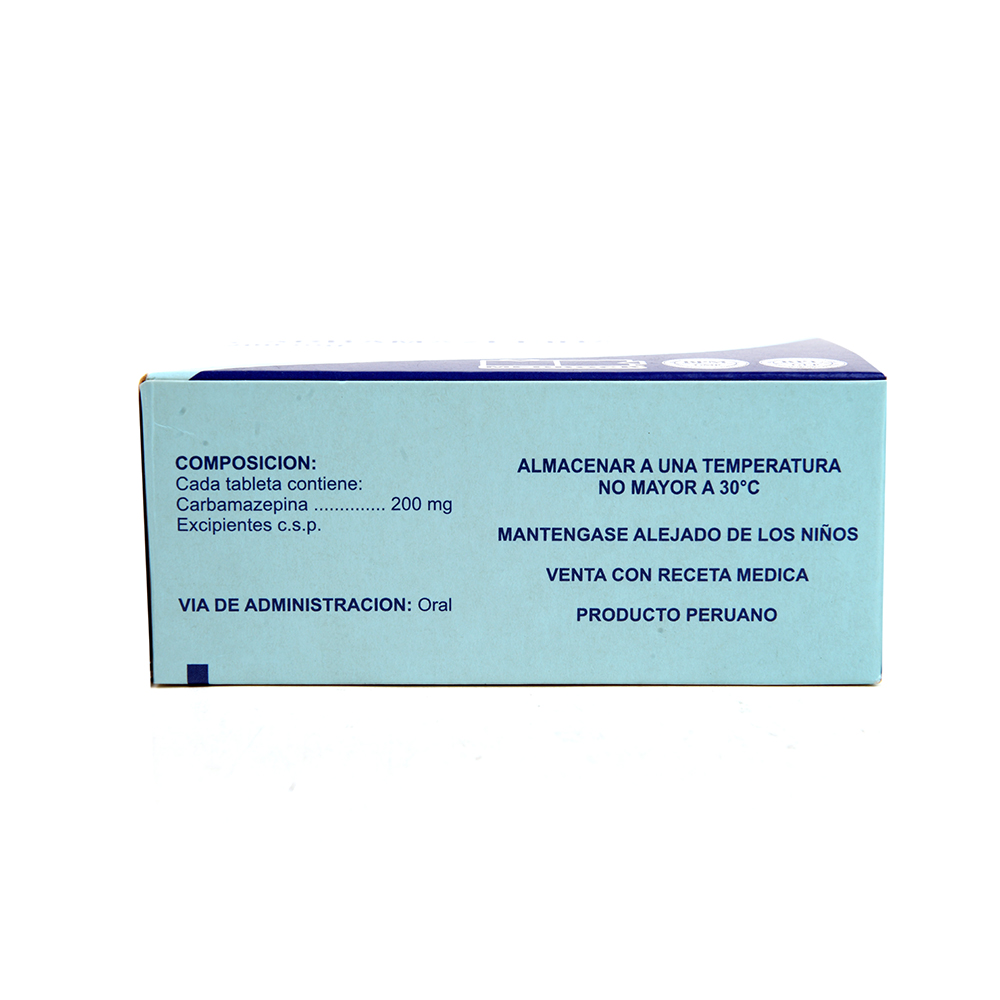 COMPOSICION:
Cada tableta contiene:
Carbamazepina .............. 200 mg
Excipientes c.s.p.
VIA DE ADMINISTRACION: Oral
ALMACENAR A UNA TEMPERATURA
NO MAYOR A 30°C
MANTENGASE ALEJADO DE LOS NIÑOS
VENTA CON RECETA MEDICA
PRODUCTO PERUANO